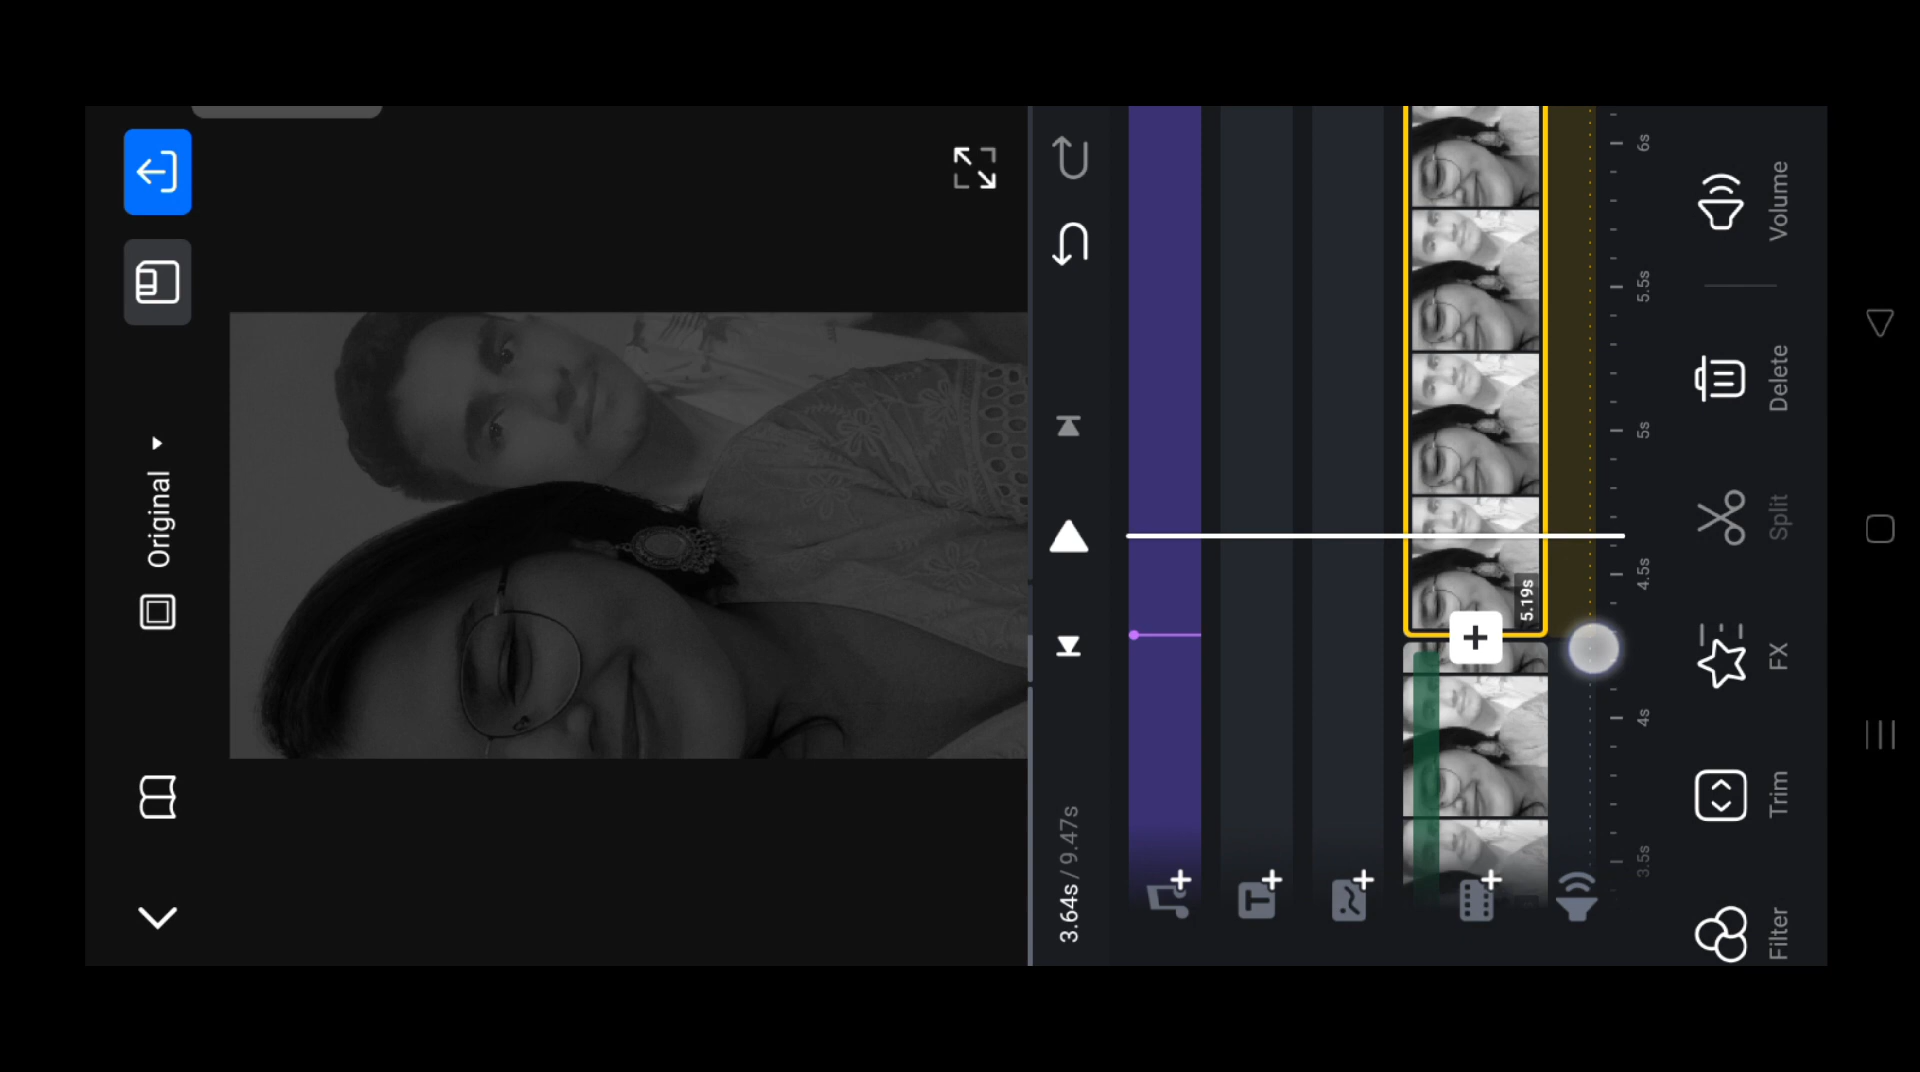 Original
3.64s / 9.47s
T
5.19s
3.5s
4s
4.5s
5s
5.5s
6s
Filter
Trim
FX
Split
Delete
Volume